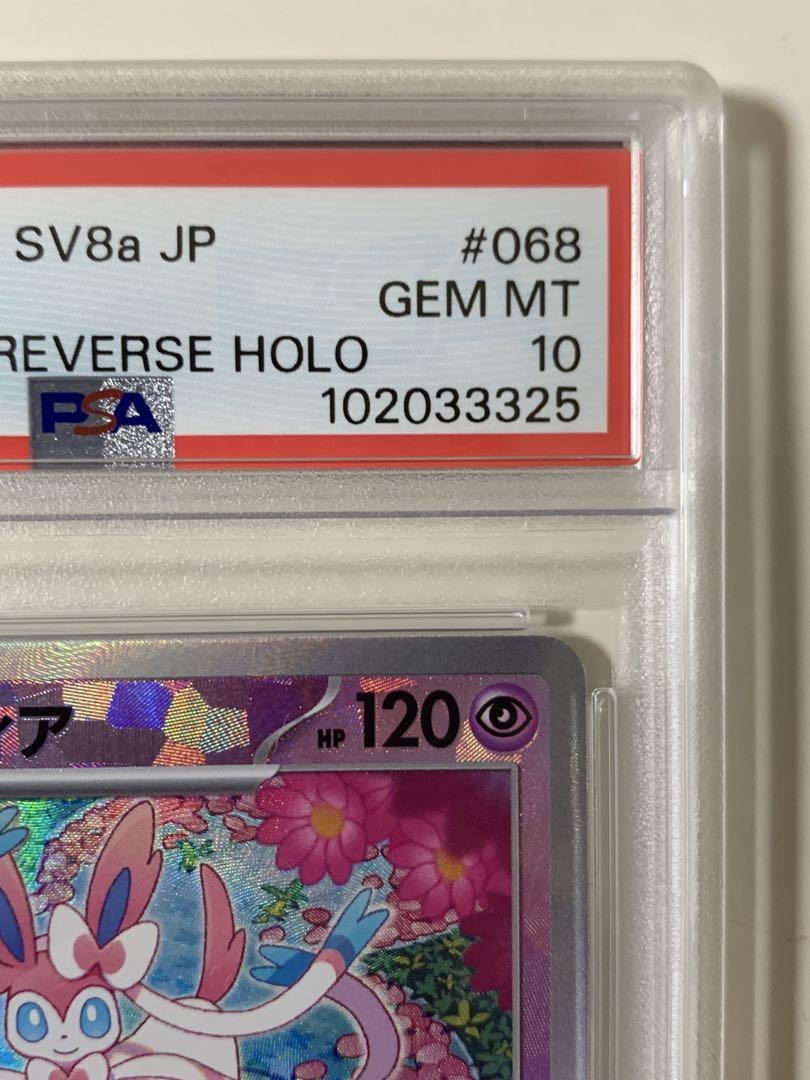 SV8a JP #068
GEM MT
REVERSE HOLO 10
PSA 102033325
ア HP 120